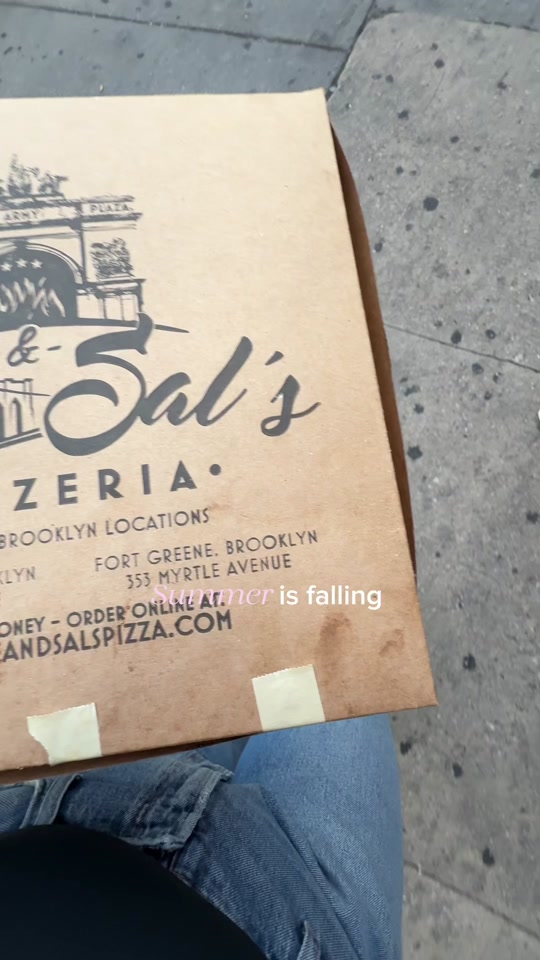 ARMY PLAZA
& Sal's
ZERIA•
BROOKLYN LOCATIONS
KLYN
FORT GREENE, BROOKLYN
353 MYRTLE AVENUE
Summer is falling
ONEY - ORDER ONLINE AT:
ANDSALSPIZZA.COM